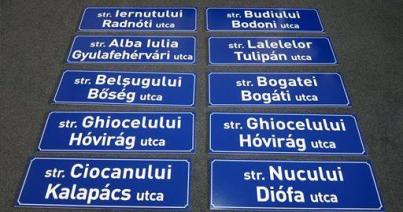 str. Iernutului
Radnóti utca
str. Budiului
Bodoni utca
str. Alba Iulia
Gyulafehérvári utca
str. Lalelelor
Tulipán utca
str. Belşugului
Bőség utca
str. Bogatei
Bogáti utca
str. Ghiocelului
Hóvirág utca
str. Ghiocelului
Hóvirág utca
str. Ciocanului
Kalapács utca
str. Nucului
Diófa utca